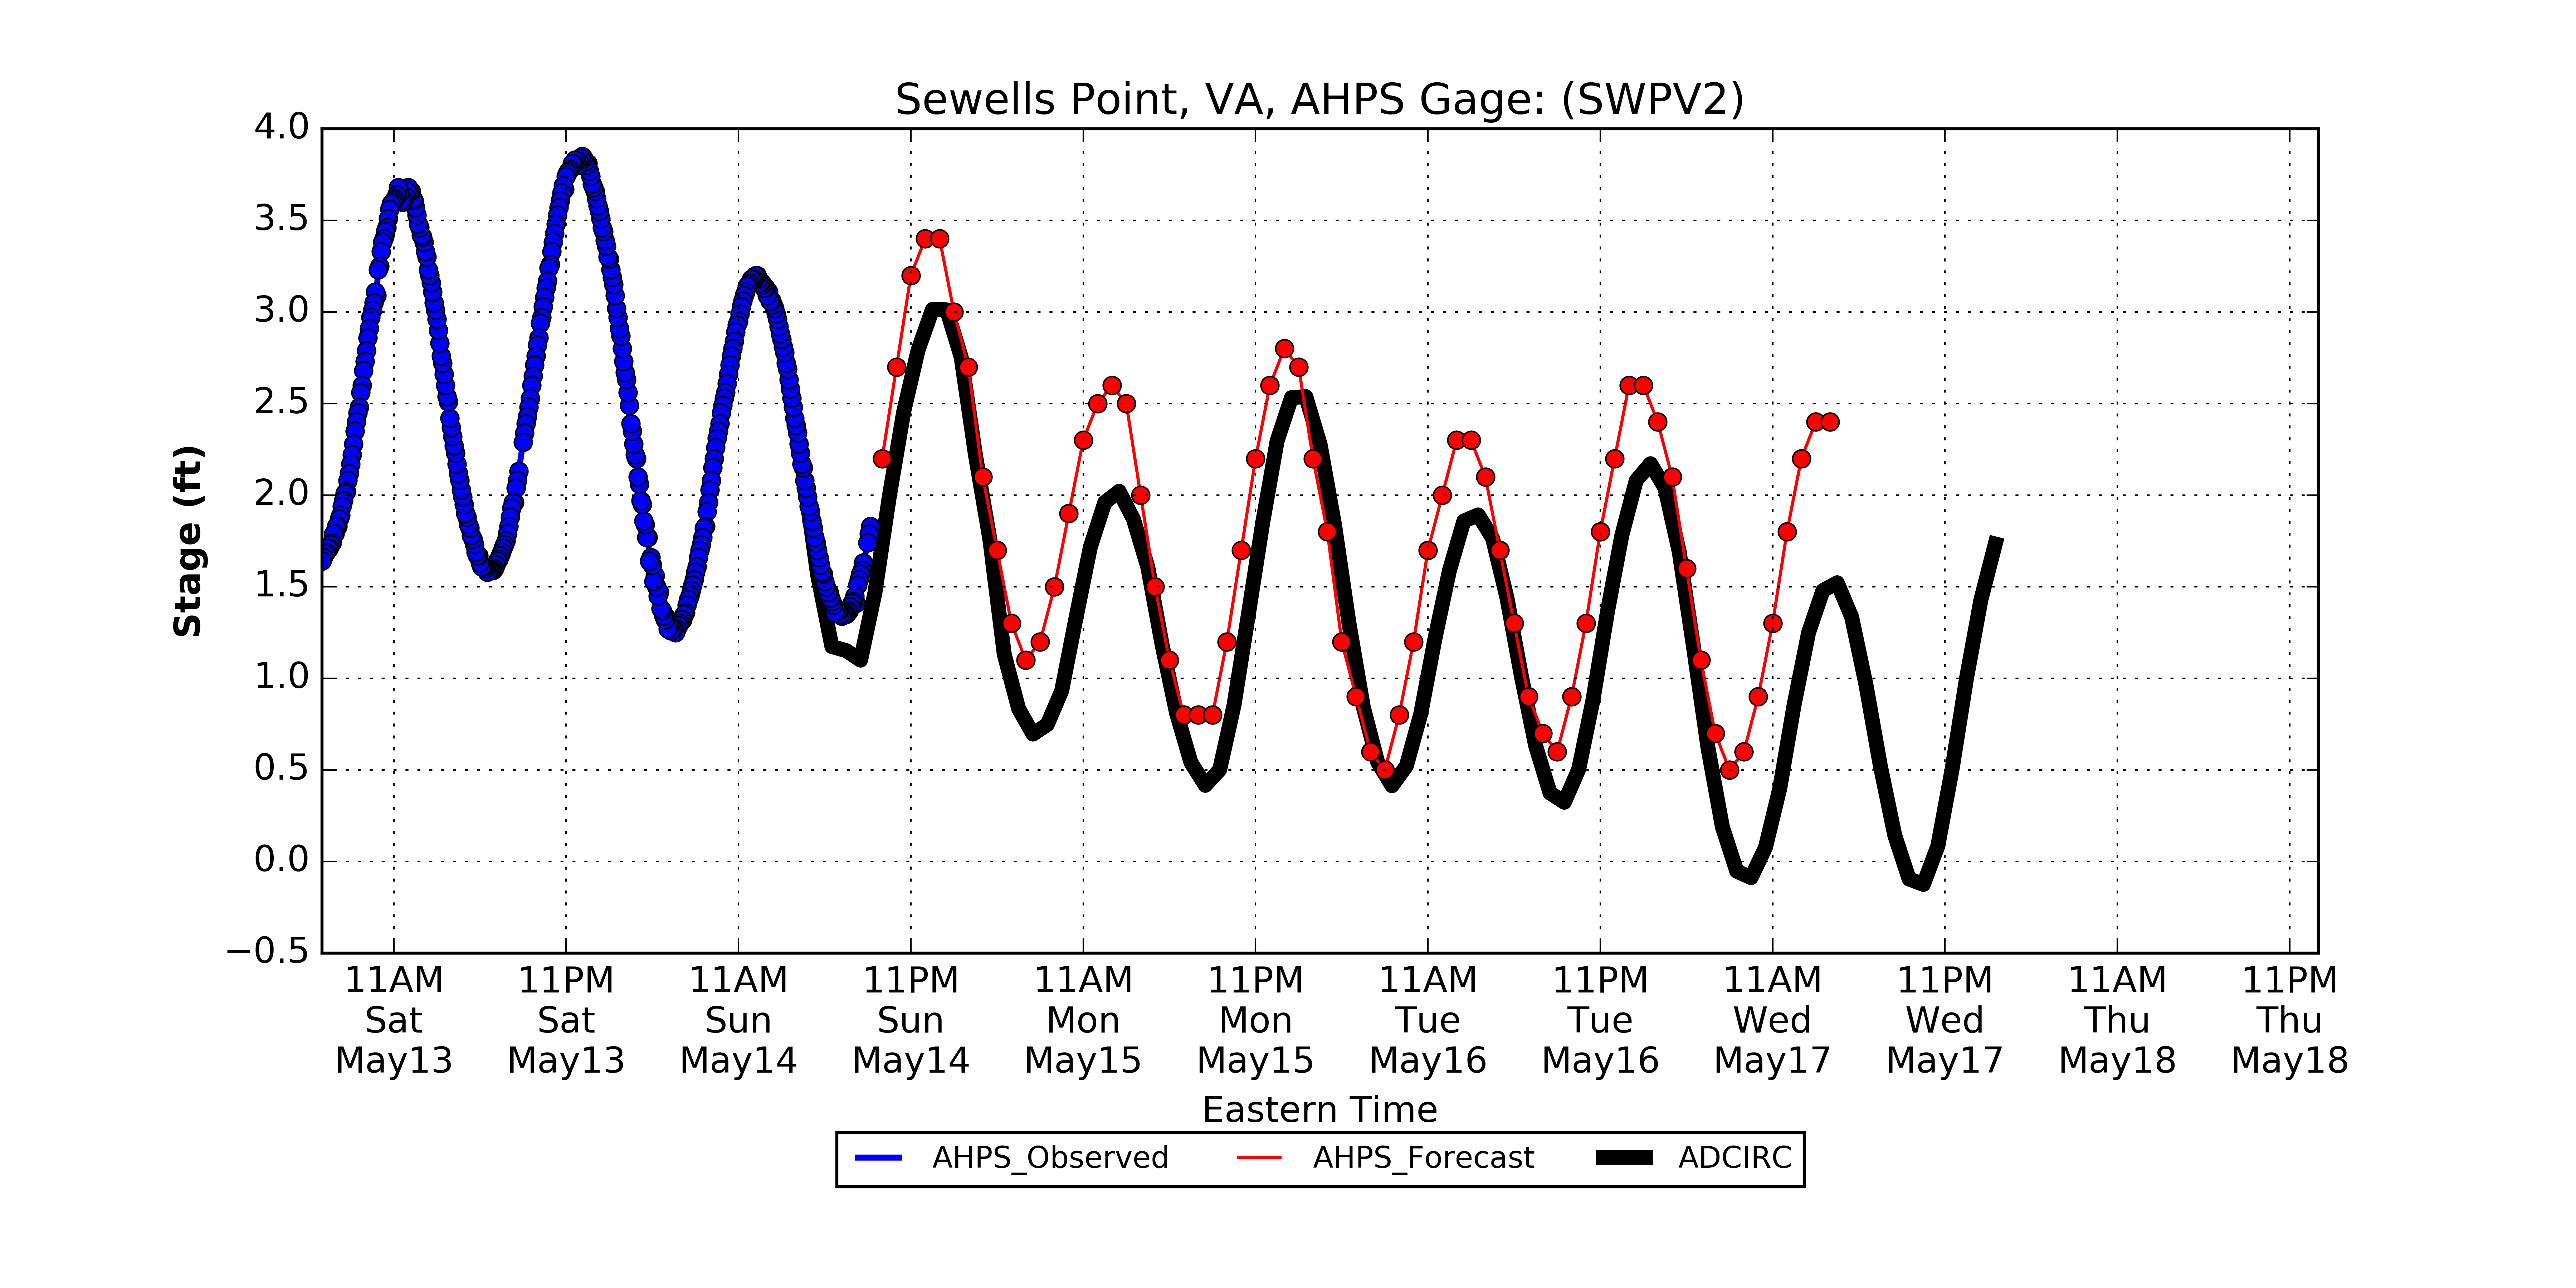 Sewells Point, VA, AHPS Gage: (SWPV2)
4.0
3.5
3.0
2.5
2.0
1.5
1.0
0.5
0.0
−0.5
Stage (ft)
11AM 11PM 11AM 11PM 11AM 11PM 11AM 11PM 11AM 11PM 11AM 11PM
Sat Sat Sun Sun Mon Mon Tue Tue Wed Wed Thu Thu
May13 May13 May14 May14 May15 May15 May16 May16 May17 May17 May18 May18
Eastern Time
AHPS_Observed AHPS_Forecast ADCIRC